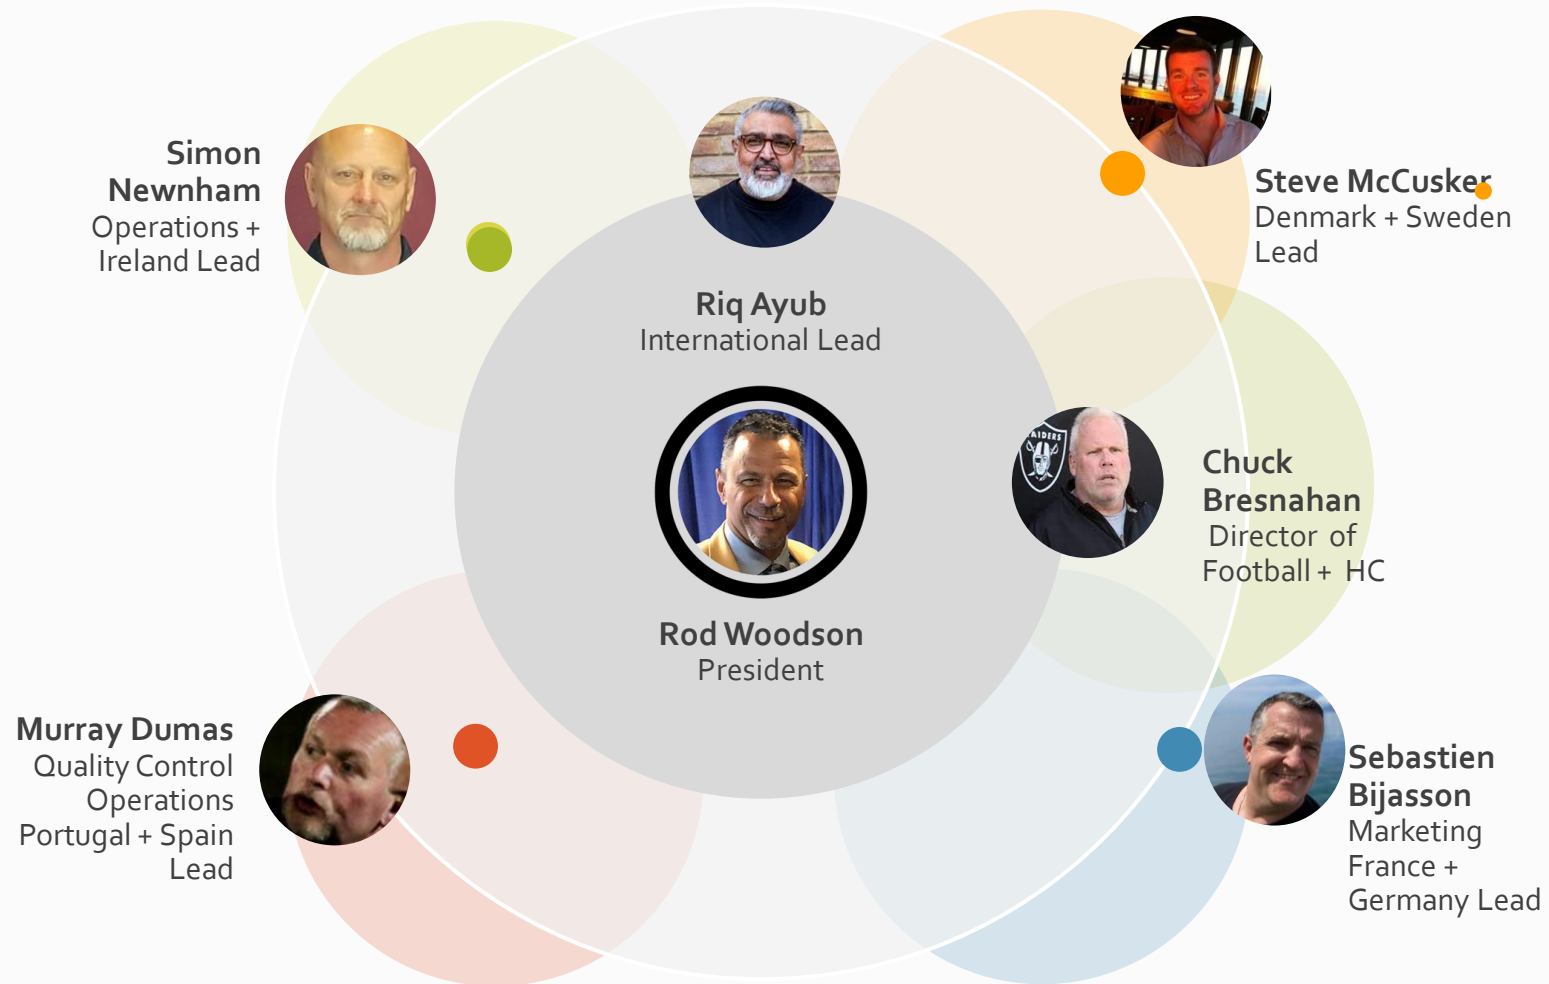 Simon
Newnham
Operations +
Ireland Lead
Riq Ayub
International Lead
Steve McCusker
Denmark + Sweden
Lead
RAIDERS
Chuck
Bresnahan
Director of
Football + HC
Rod Woodson
President
Murray Dumas
Quality Control
Operations
Portugal + Spain
Lead
Sebastien
Bijasson
Marketing
France +
Germany Lead